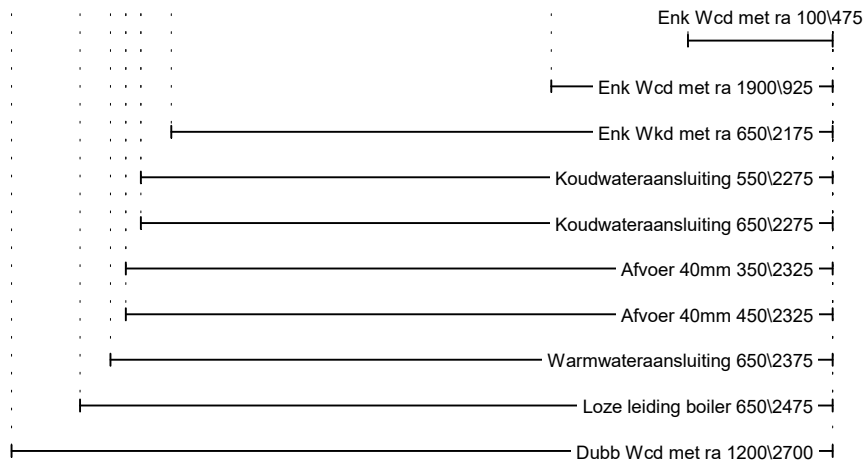 Enk Wcd met ra 100\475
Enk Wcd met ra 1900\925
Enk Wkd met ra 650\2175
Koudwateraansluiting 550\2275
Koudwateraansluiting 650\2275
Afvoer 40mm 350\2325
Afvoer 40mm 450\2325
Warmwateraansluiting 650\2375
Loze leiding boiler 650\2475
Dubb Wcd met ra 1200\2700